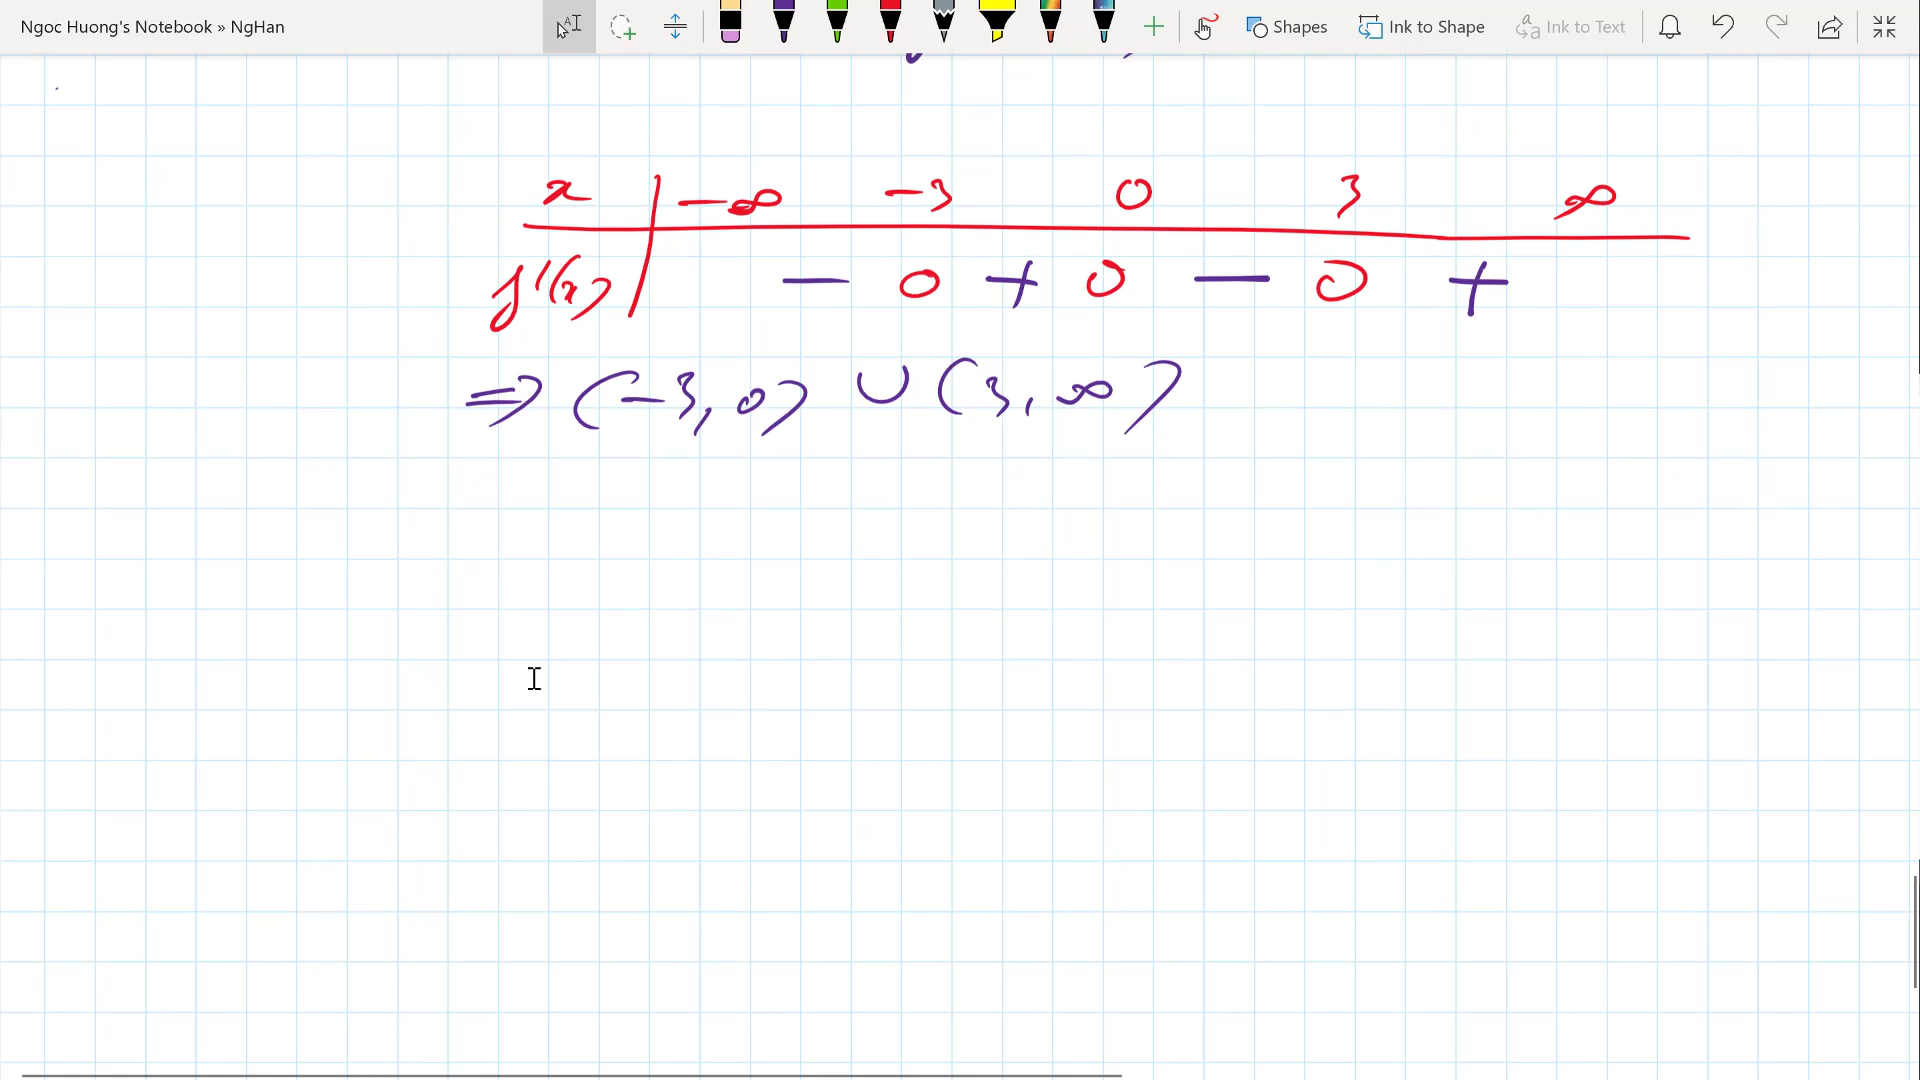 Ngoc Huong's Notebook » NgHan
Shapes
Ink to Shape
Ink to Text
x | -∞ -3 0 3 ∞
f'(x) | - 0 + 0 - 0 +
=> (-3, 0) ∪ (3, ∞)